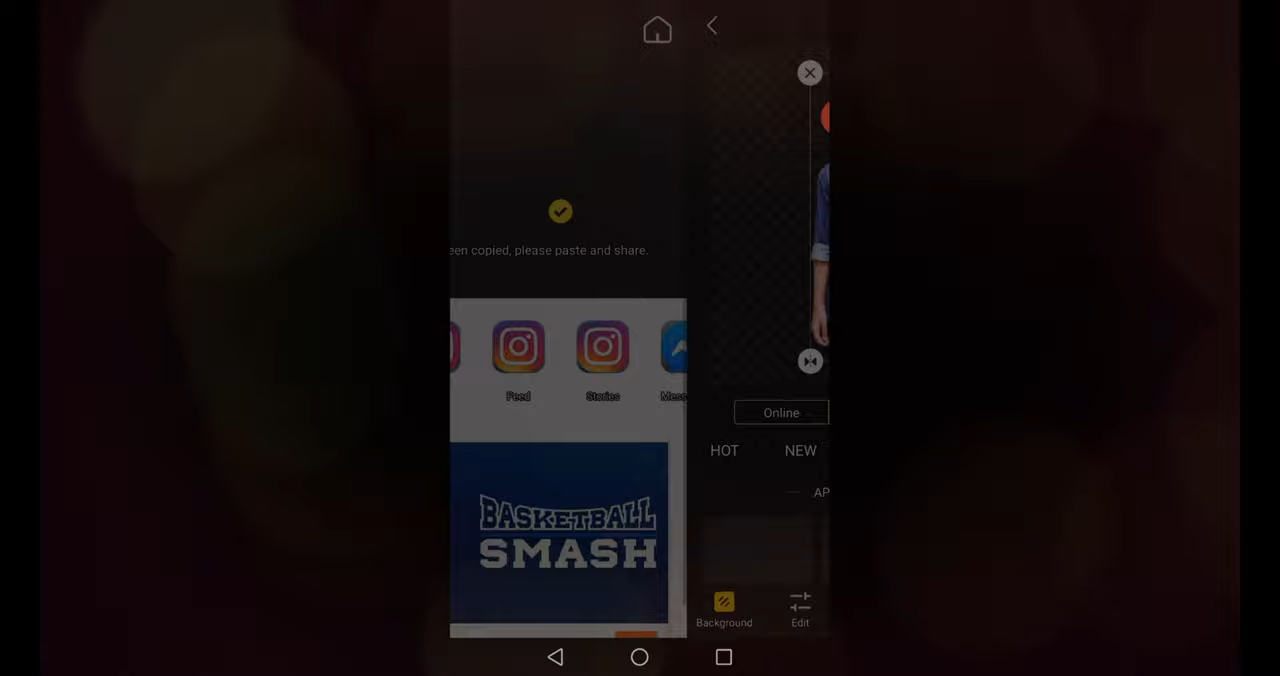 een copied, please paste and share.
Feed
Stories
Mess
BASKETBALL
SMASH
Online
HOT
NEW
AP
Background
Edit